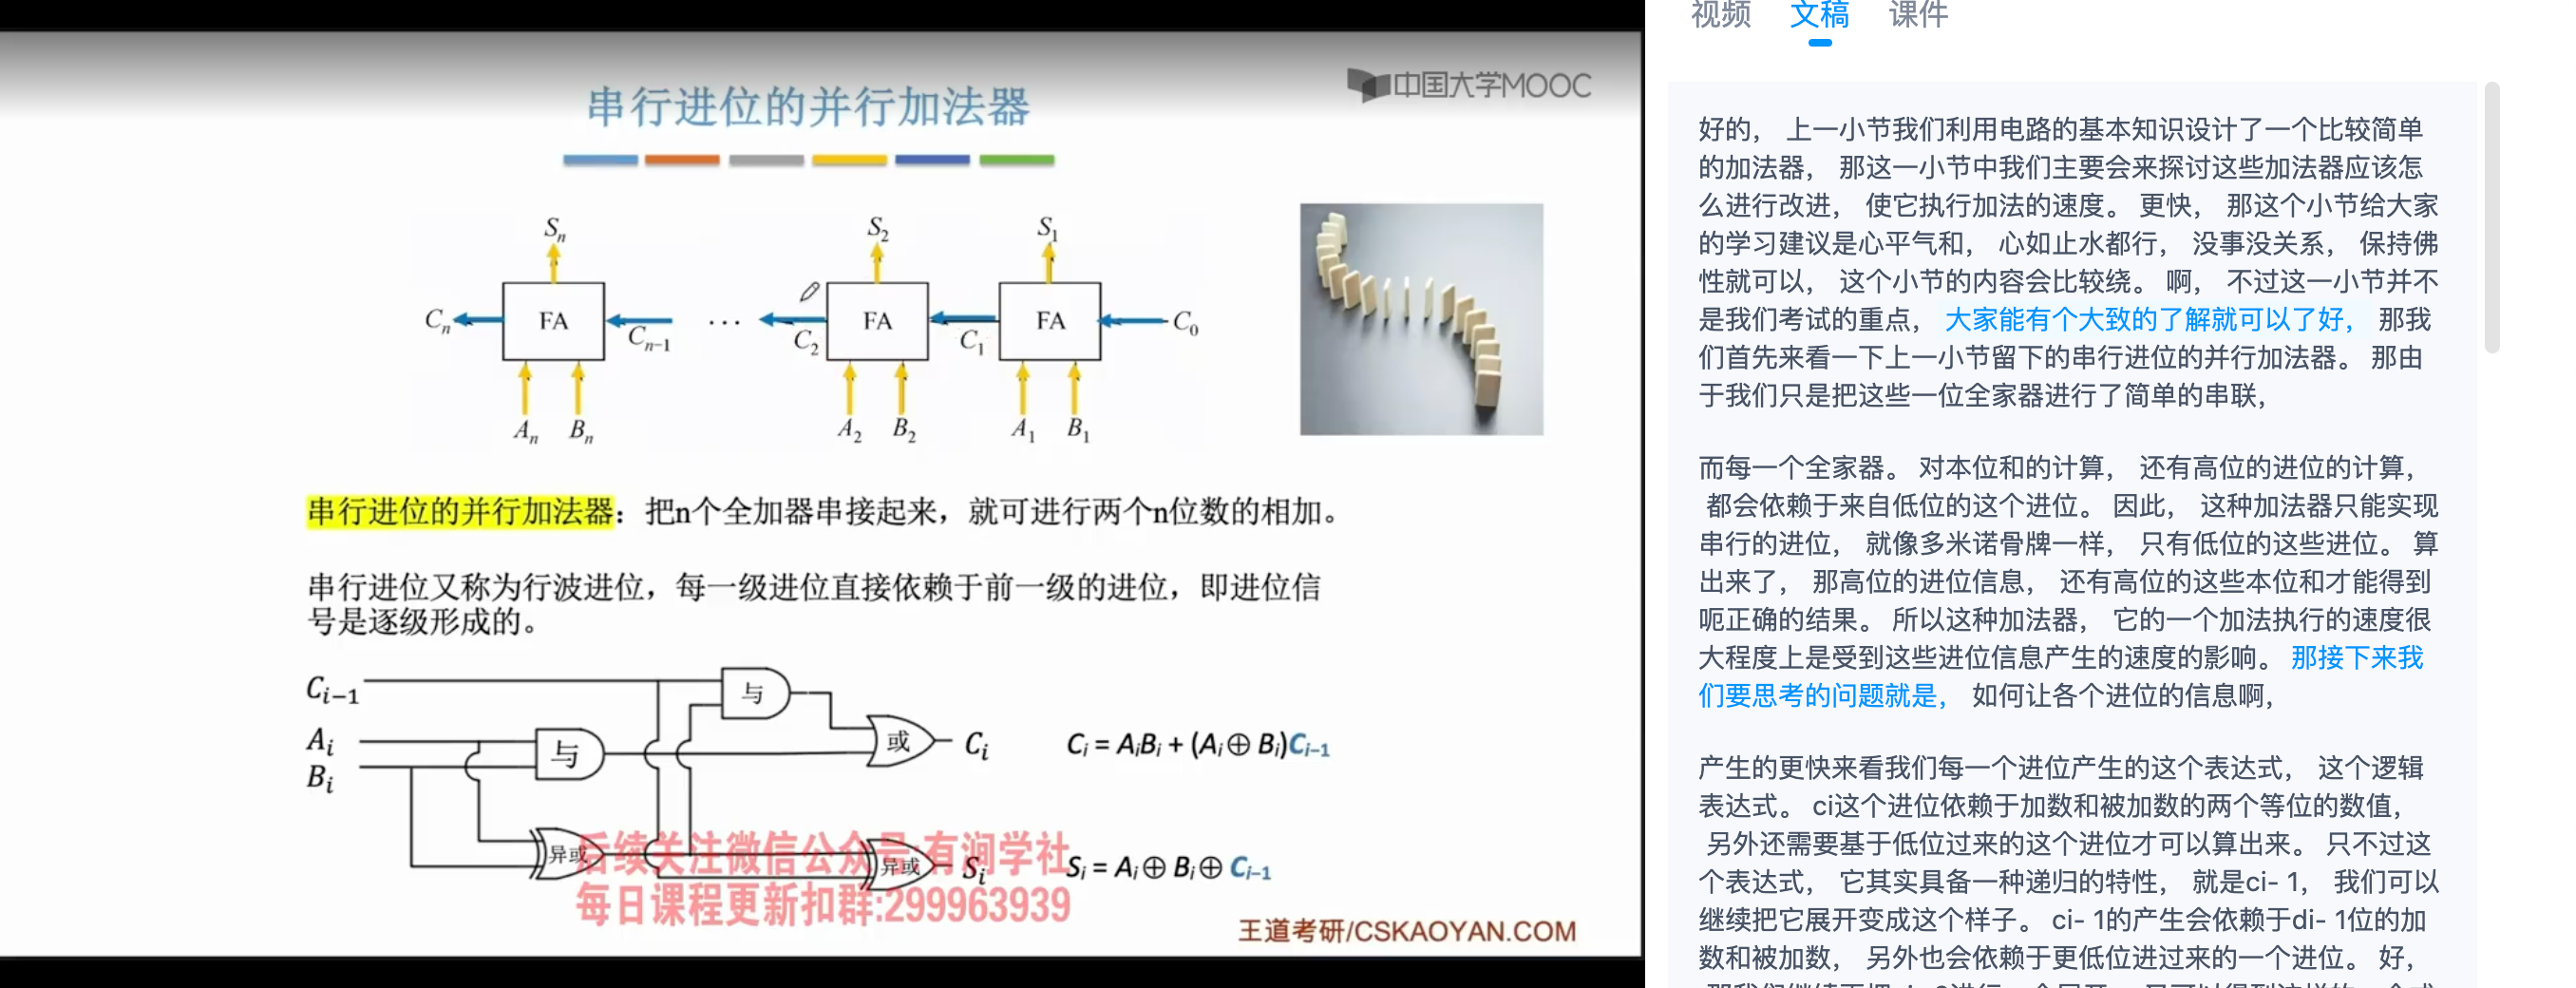 中国大学MOOC
串行进位的并行加法器
Sn
S2
S1
Cn
FA
Cn-1
...
C2
FA
C1
FA
C0
An
Bn
A2
B2
A1
B1
串行进位的并行加法器：把n个全加器串接起来，就可进行两个n位数的相加。
串行进位又称为行波进位，每一级进位直接依赖于前一级的进位，即进位信
号是逐级形成的。
Ci−1
Ai
Bi
与
与
或
Ci
Ci = AiBi + (Ai⊕ Bi)Ci−1
异或
异或
Si
Si = Ai⊕ Bi⊕ Ci−1
后续关注微信公众号:有润学社
每日课程更新扣群:299963939
王道考研/CSKAOYAN.COM
视频 文稿 课件
好的， 上一小节我们利用电路的基本知识设计了一个比较简单
的加法器， 那这一小节中我们主要会来探讨这些加法器应该怎
么进行改进， 使它执行加法的速度。 更快， 那这个小节给大家
的学习建议是心平气和， 心如止水都行， 没事没关系， 保持佛
性就可以， 这个小节的内容会比较绕。 啊， 不过这一小节并不
是我们考试的重点， 大家能有个大致的了解就可以了好， 那我
们首先来看一下上一小节留下的串行进位的并行加法器。 那由
于我们只是把这些一位全家器进行了简单的串联，
而每一个全家器。 对本位和的计算， 还有高位的进位的计算，
都会依赖于来自低位的这个进位。 因此， 这种加法器只能实现
串行的进位， 就像多米诺骨牌一样， 只有低位的这些进位。 算
出来了， 那高位的进位信息， 还有高位的这些本位和才能得到
呃正确的结果。 所以这种加法器， 它的一个加法执行的速度很
大程度上是受到这些进位信息产生的速度的影响。 那接下来我
们要思考的问题就是， 如何让各个进位的信息啊，
产生的更快来看我们每一个进位产生的这个表达式， 这个逻辑
表达式。 ci这个进位依赖于加数和被加数的两个等位的数值，
另外还需要基于低位过来的这个进位才可以算出来。 只不过这
个表达式， 它其实具备一种递归的特性， 就是ci- 1， 我们可以
继续把它展开变成这个样子。 ci- 1的产生会依赖于di- 1位的加
数和被加数， 另外也会依赖于更低位进过来的一个进位。 好，